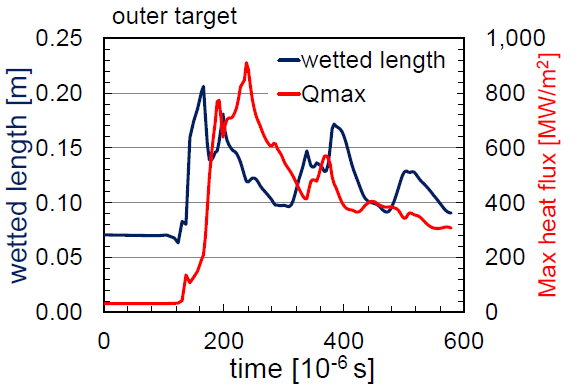 outer target
0.25
0.20
0.15
0.10
0.05
0.00
wetted length [m]
wetted length
Qmax
1,000
800
600
400
200
0
Max heat flux [MW/m²]
0
200
400
600
time [10⁻⁶ s]